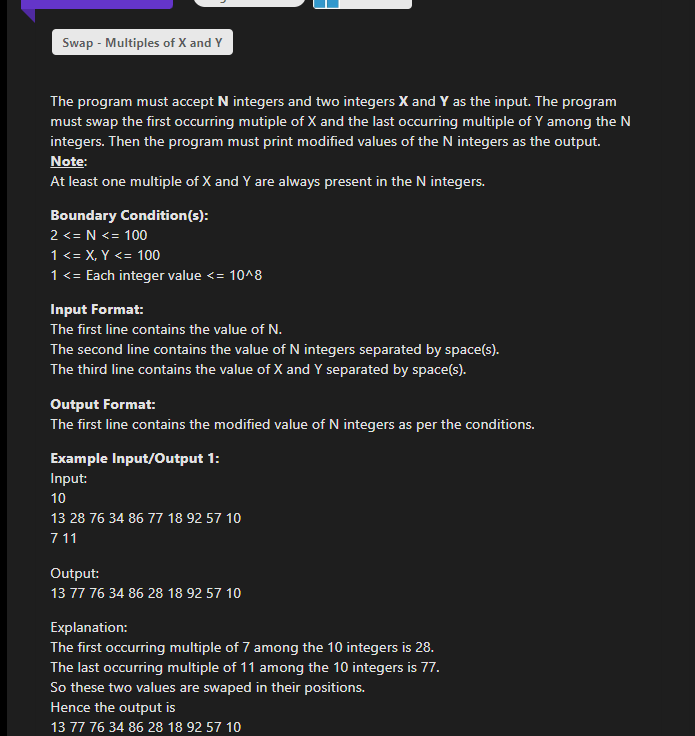 Swap - Multiples of X and Y
The program must accept N integers and two integers X and Y as the input. The program
must swap the first occurring mutiple of X and the last occurring multiple of Y among the N
integers. Then the program must print modified values of the N integers as the output.
Note:
At least one multiple of X and Y are always present in the N integers.
Boundary Condition(s):
2 <= N <= 100
1 <= X, Y <= 100
1 <= Each integer value <= 10^8
Input Format:
The first line contains the value of N.
The second line contains the value of N integers separated by space(s).
The third line contains the value of X and Y separated by space(s).
Output Format:
The first line contains the modified value of N integers as per the conditions.
Example Input/Output 1:
Input:
10
13 28 76 34 86 77 18 92 57 10
7 11
Output:
13 77 76 34 86 28 18 92 57 10
Explanation:
The first occurring multiple of 7 among the 10 integers is 28.
The last occurring multiple of 11 among the 10 integers is 77.
So these two values are swaped in their positions.
Hence the output is
13 77 76 34 86 28 18 92 57 10